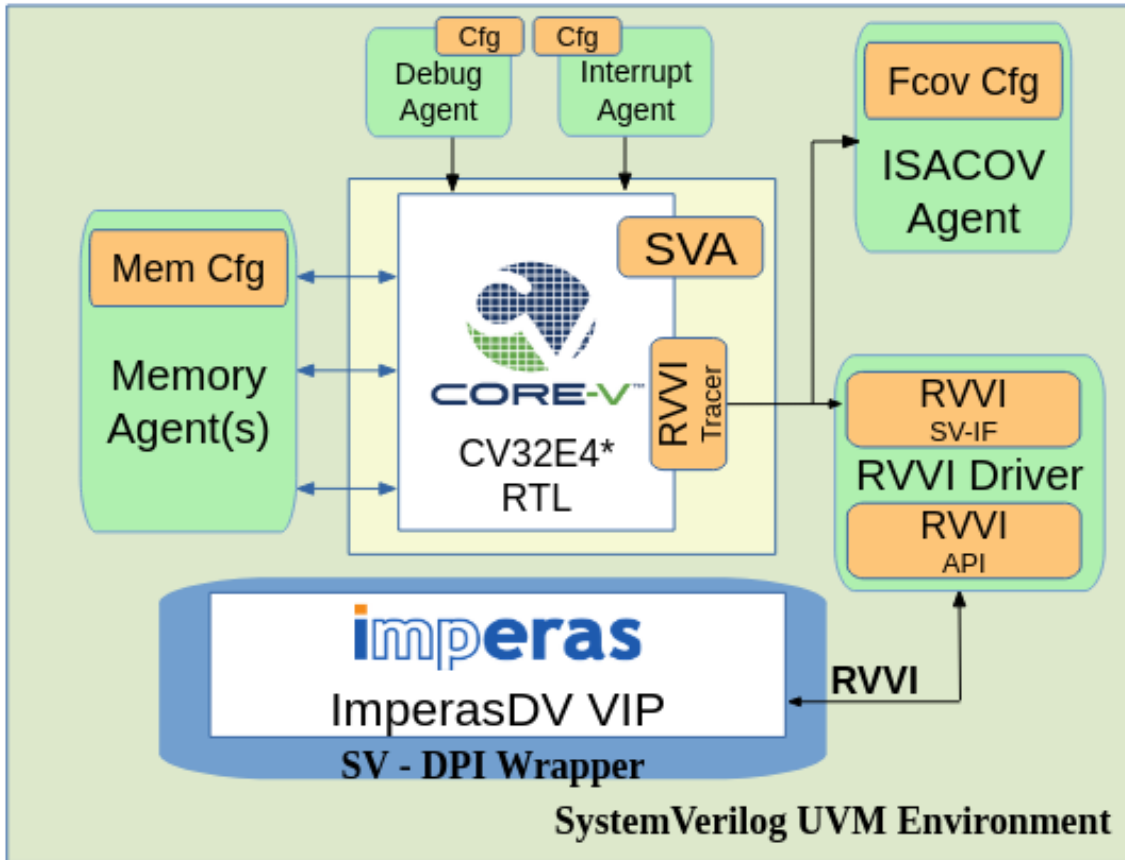 Cfg
Cfg
Debug
Agent
Interrupt
Agent
Fcov Cfg
ISACOV
Agent
Mem Cfg
Memory
Agent(s)
SVA
CORE-V™
CV32E4*
RTL
RVVI
Tracer
RVVI
SV-IF
RVVI Driver
RVVI
API
imperas
ImperasDV VIP
SV - DPI Wrapper
RVVI
SystemVerilog UVM Environment